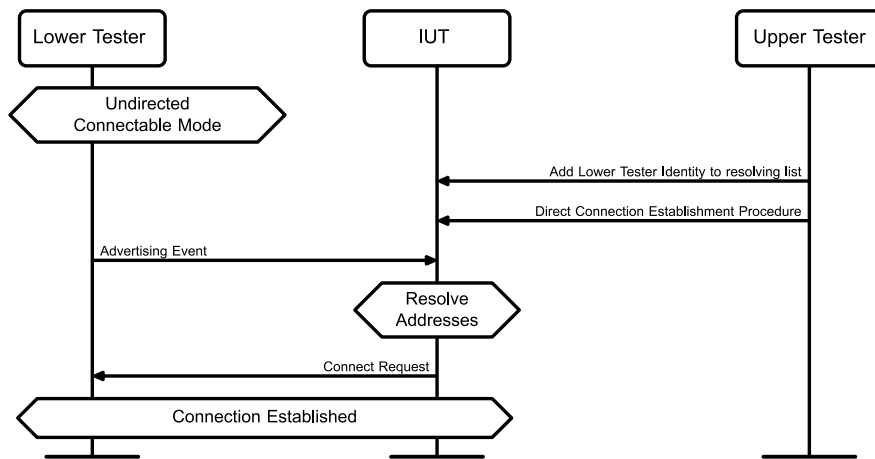 Lower Tester
IUT
Upper Tester
Undirected
Connectable Mode
Add Lower Tester Identity to resolving list
Direct Connection Establishment Procedure
Advertising Event
Resolve
Addresses
Connect Request
Connection Established